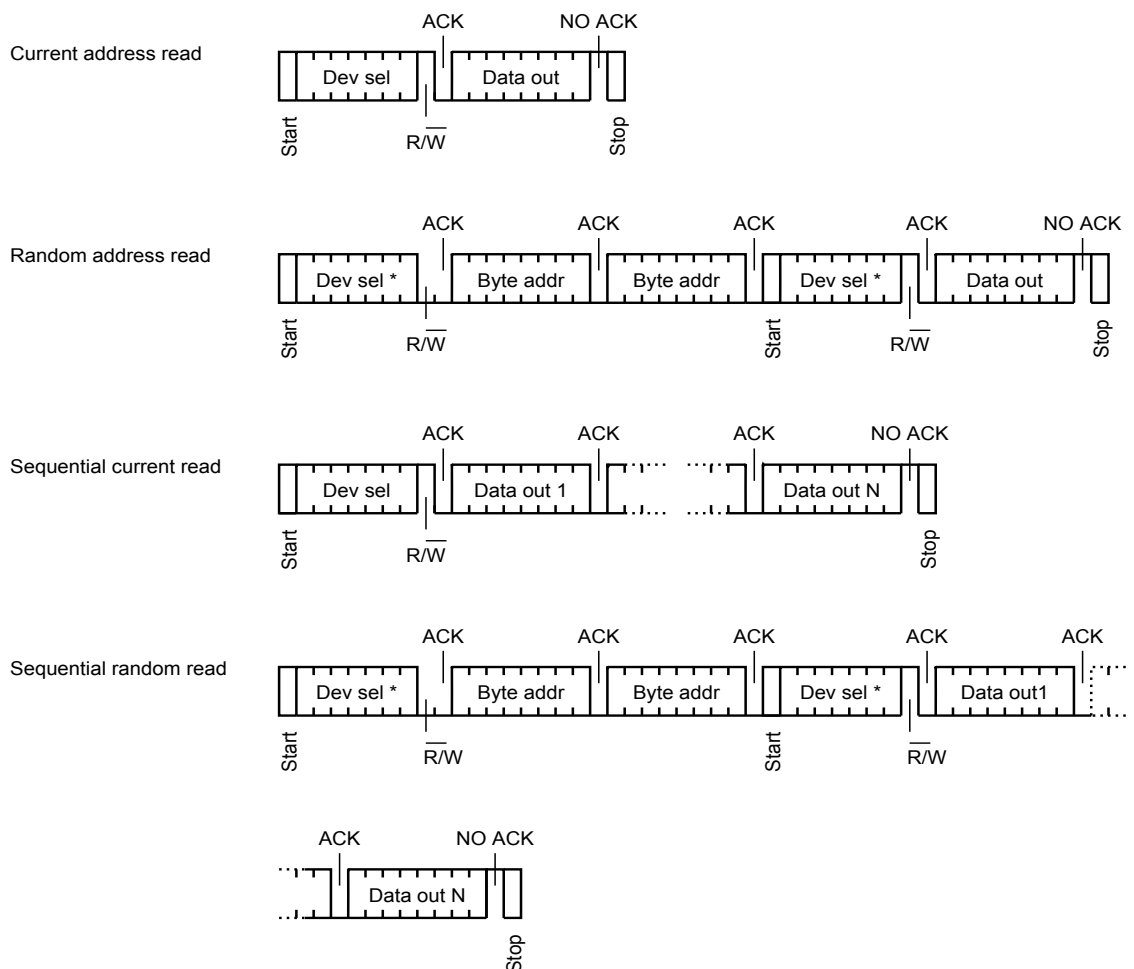 ACK NO ACK
Current address read
Dev sel Data out
Start R/W Stop
ACK ACK ACK ACK NO ACK
Random address read
Dev sel * Byte addr Byte addr Dev sel * Data out
Start R/W Start R/W Stop
ACK ACK ACK NO ACK
Sequential current read
Dev sel Data out 1 Data out N
Start R/W Stop
ACK ACK ACK ACK ACK
Sequential random read
Dev sel * Byte addr Byte addr Dev sel * Data out1
Start R/W Start R/W
ACK NO ACK
Data out N
Stop